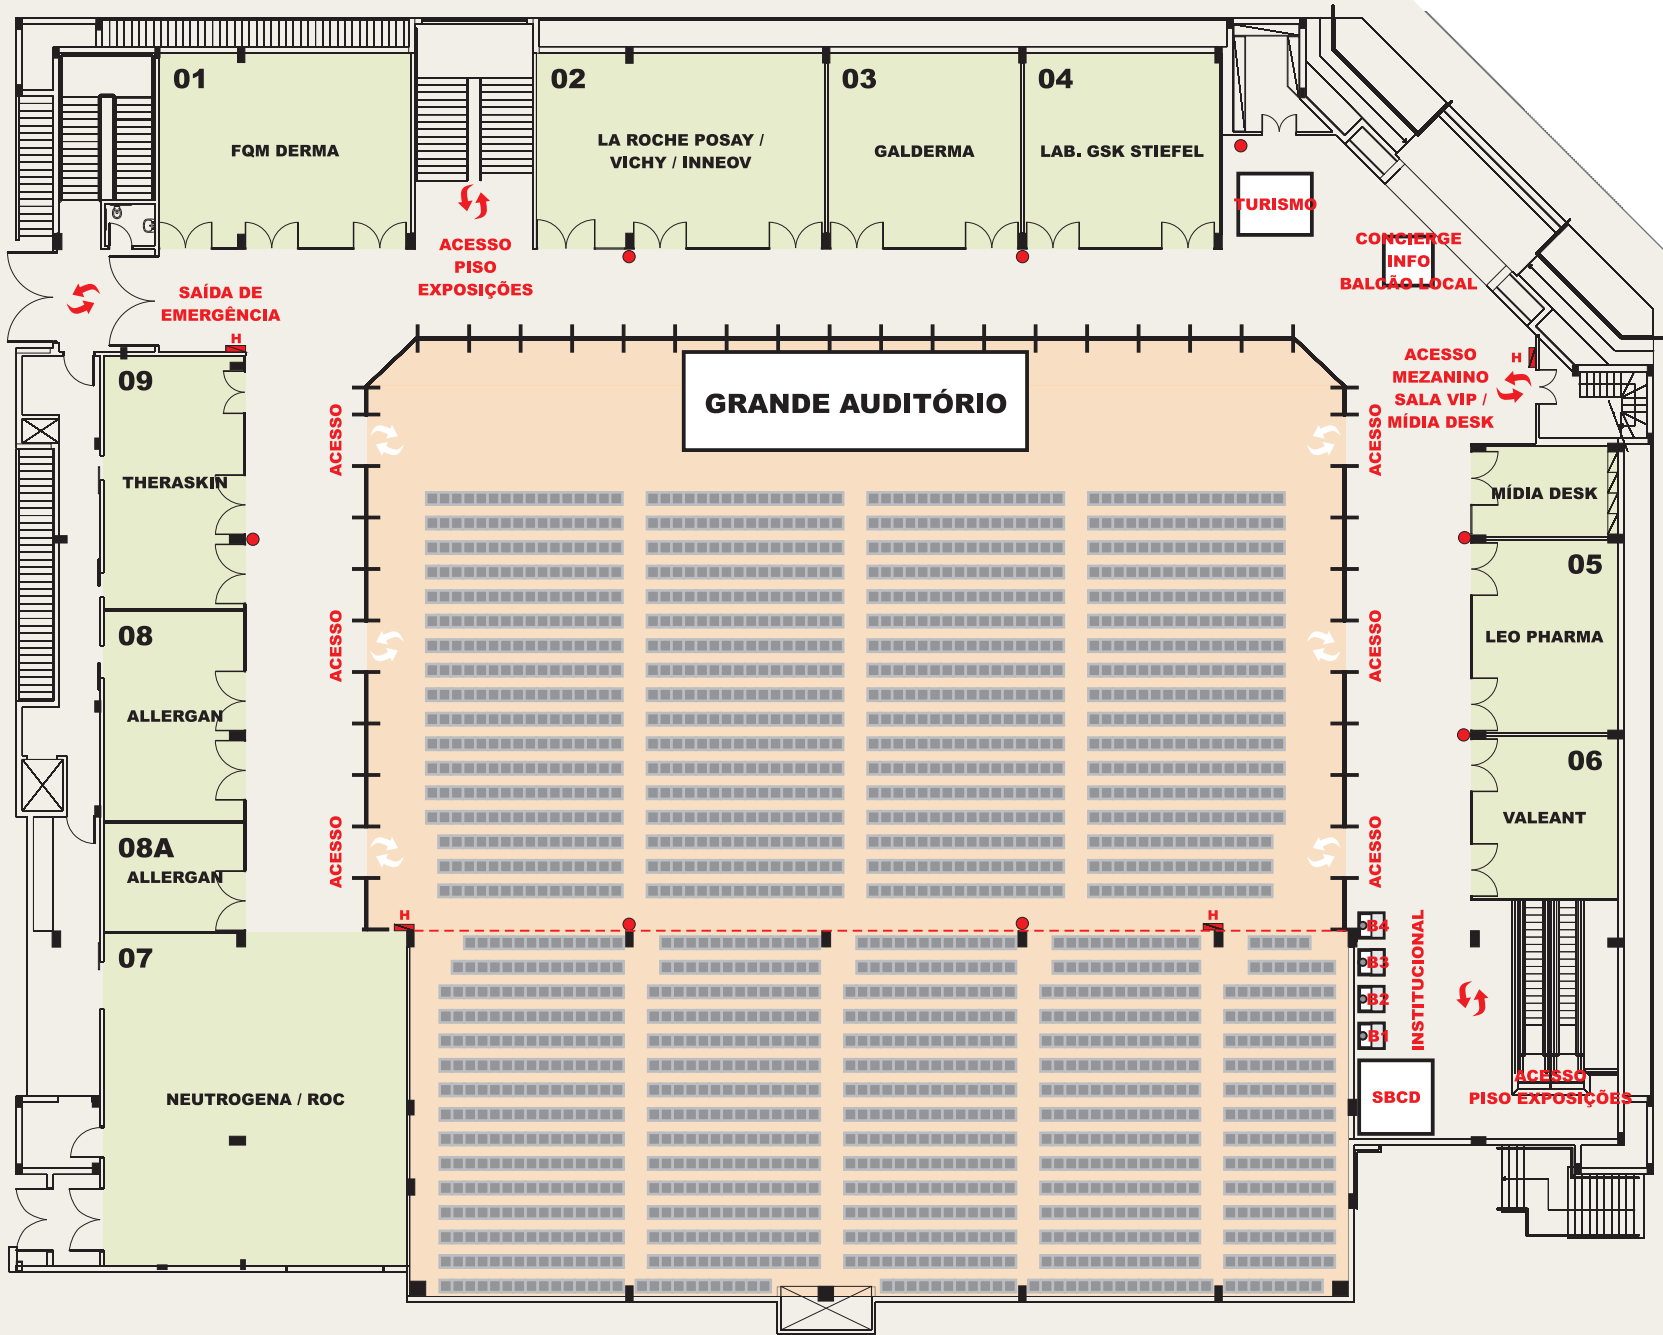 01
FQM DERMA
02
LA ROCHE POSAY /
VICHY / INNEOV
03
GALDERMA
04
LAB. GSK STIEFEL
TURISMO
CONCIERGE
INFO
BALCÃO LOCAL
ACESSO
PISO
EXPOSIÇÕES
SAÍDA DE
EMERGÊNCIA
H
ACESSO
MEZANINO
SALA VIP /
MÍDIA DESK
H
GRANDE AUDITÓRIO
09
THERASKIN
08
ALLERGAN
08A
ALLERGAN
07
NEUTROGENA / ROC
ACESSO
ACESSO
ACESSO
ACESSO
ACESSO
ACESSO
H
H
MÍDIA DESK
05
LEO PHARMA
06
VALEANT
B4
B3
B2
B1
INSTITUCIONAL
SBCD
ACESSO
PISO EXPOSIÇÕES